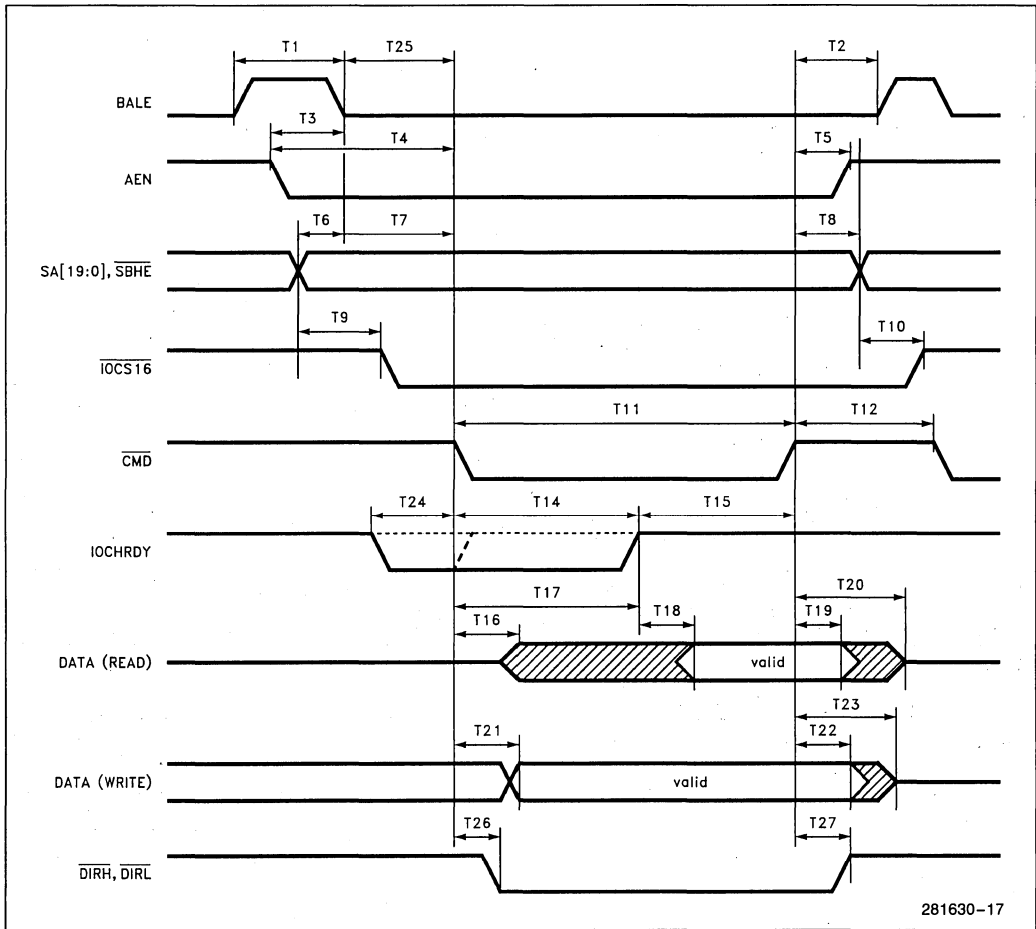 T1 T25 T2
BALE
T3
T4 T5
AEN
T6 T7 T8
SA[19:0], SBHE
T9 T10
IOCS16
T11 T12
CMD
T24 T14 T15
IOCHRDY
T17 T20
T16 T18 T19
DATA (READ) valid
T23
T21 T22
DATA (WRITE) valid
T26 T27
DIRH, DIRL
281630-17